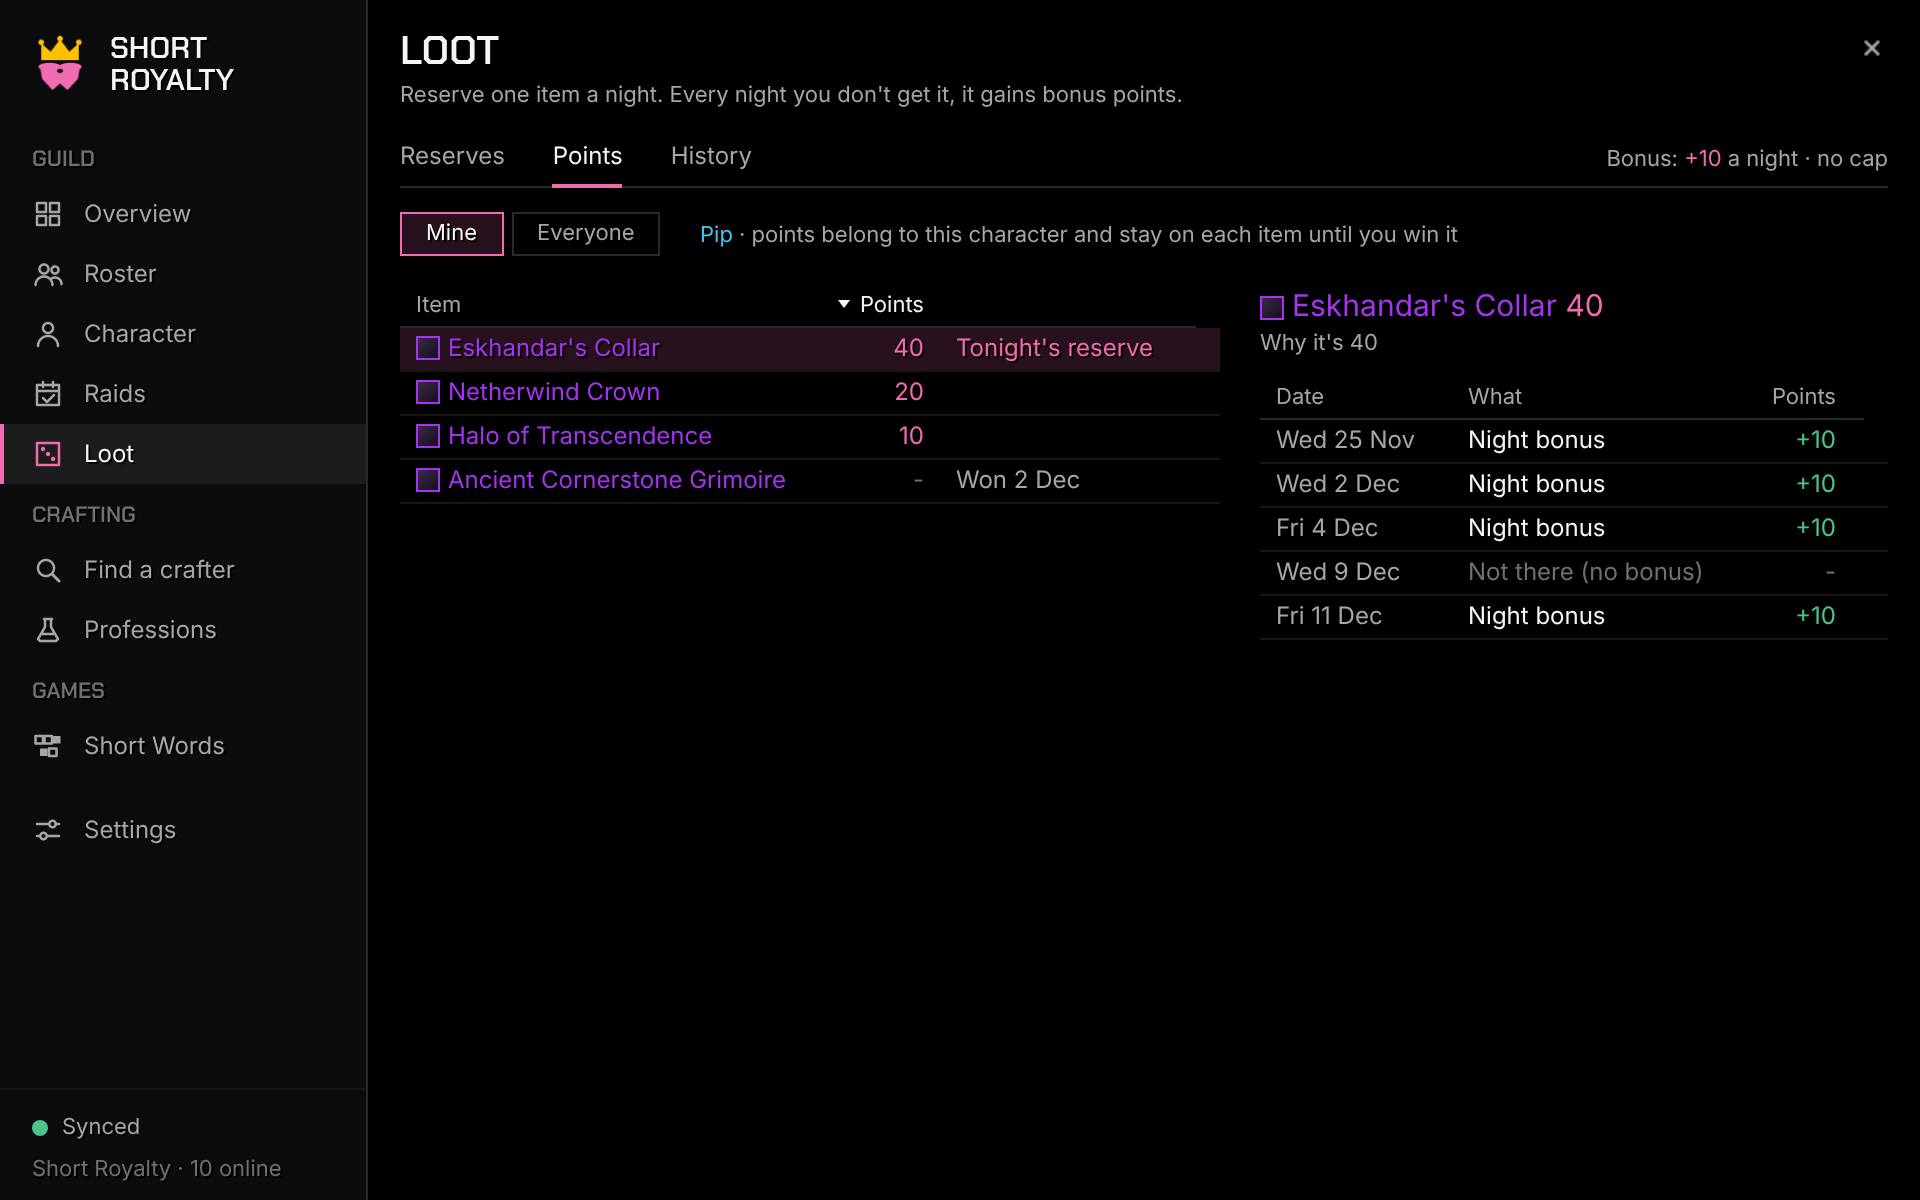 SHORT
ROYALTY
GUILD
Overview
Roster
Character
Raids
Loot
CRAFTING
Find a crafter
Professions
GAMES
Short Words
Settings
Synced
Short Royalty · 10 online
LOOT
Reserve one item a night. Every night you don't get it, it gains bonus points.
Reserves Points History
Bonus: +10 a night · no cap
Mine Everyone
Pip · points belong to this character and stay on each item until you win it
Item Points
Eskhandar's Collar 40 Tonight's reserve
Netherwind Crown 20
Halo of Transcendence 10
Ancient Cornerstone Grimoire - Won 2 Dec
Eskhandar's Collar 40
Why it's 40
Date What Points
Wed 25 Nov Night bonus +10
Wed 2 Dec Night bonus +10
Fri 4 Dec Night bonus +10
Wed 9 Dec Not there (no bonus) -
Fri 11 Dec Night bonus +10